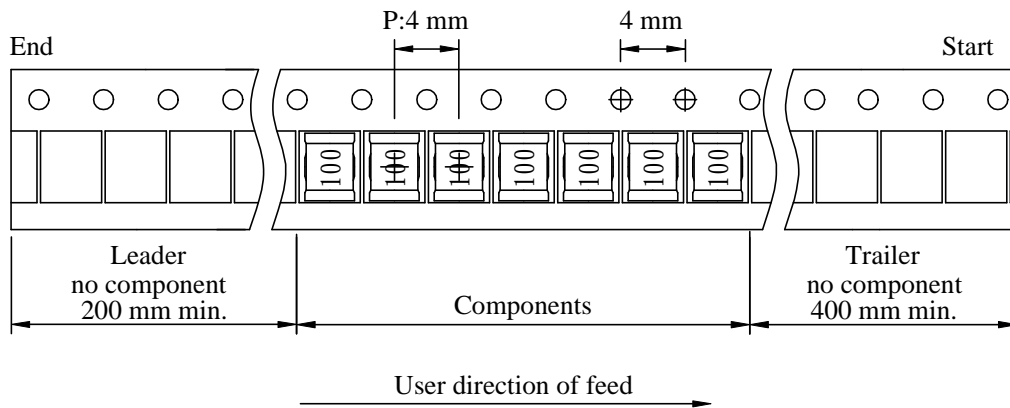 P:4 mm
4 mm
End
Start
100
100
100
100
100
100
100
Leader
no component
200 mm min.
Components
Trailer
no component
400 mm min.
User direction of feed